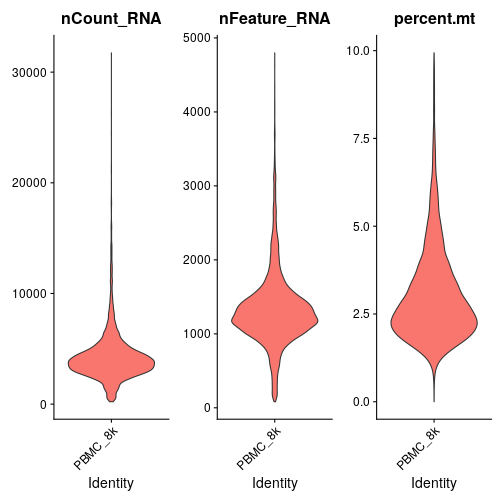 nCount_RNA
30000
20000
10000
0
PBMC_8k
Identity
nFeature_RNA
5000
4000
3000
2000
1000
0
PBMC_8k
Identity
percent.mt
10.0
7.5
5.0
2.5
0.0
PBMC_8k
Identity